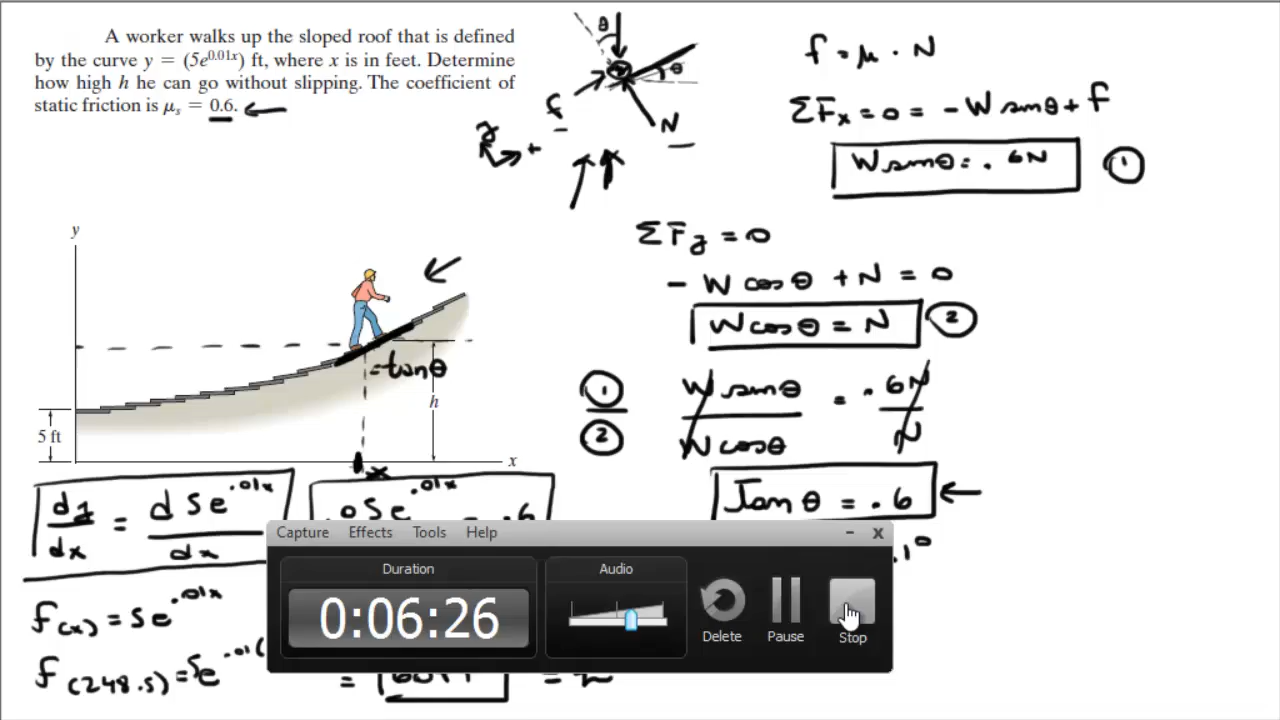 A worker walks up the sloped roof that is defined
by the curve y = (5e^0.01x) ft, where x is in feet. Determine
how high h he can go without slipping. The coefficient of
static friction is μs = 0.6.
θ
θ
f
N
y
+
f = μ · N
ΣFx = 0 = - W sinθ + f
W sinθ = .6N
1
ΣFy = 0
- W cosθ + N = 0
W cosθ = N
2
1
2
W sinθ
W cosθ
= .6N
N
Tanθ = .6
.1°
y
= tanθ
h
5 ft
x
x
dy
dx
= d 5e^.01x
dx
.05e^.01x
= .6
f(x) = 5e^.01x
f(248.5) = 5e^.01(
=
=
Capture Effects Tools Help
Duration
0:06:26
Audio
Delete
Pause
Stop